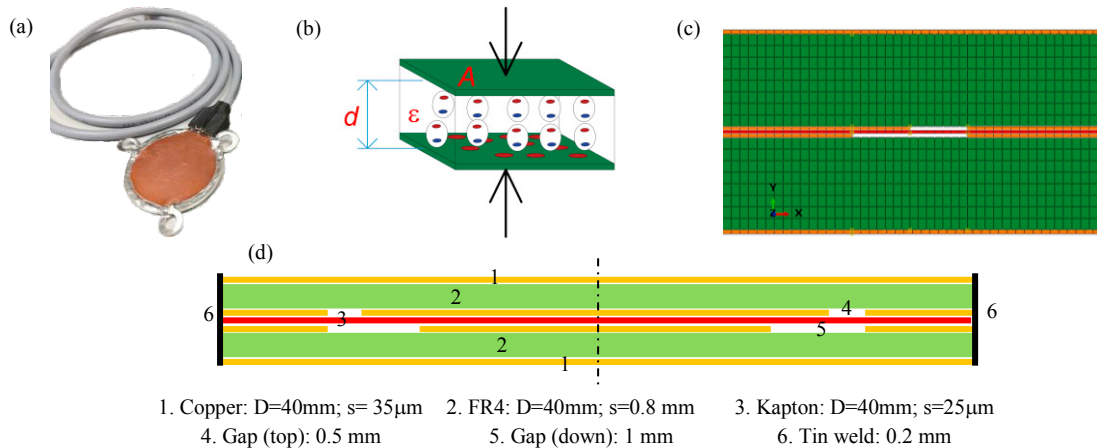 (a)
(b)
A
d
ε
(c)
Y
Z
X
(d)
1
2
4
6
3
6
5
2
1
1. Copper: D=40mm; s= 35μm 2. FR4: D=40mm; s=0.8 mm 3. Kapton: D=40mm; s=25μm
4. Gap (top): 0.5 mm 5. Gap (down): 1 mm 6. Tin weld: 0.2 mm